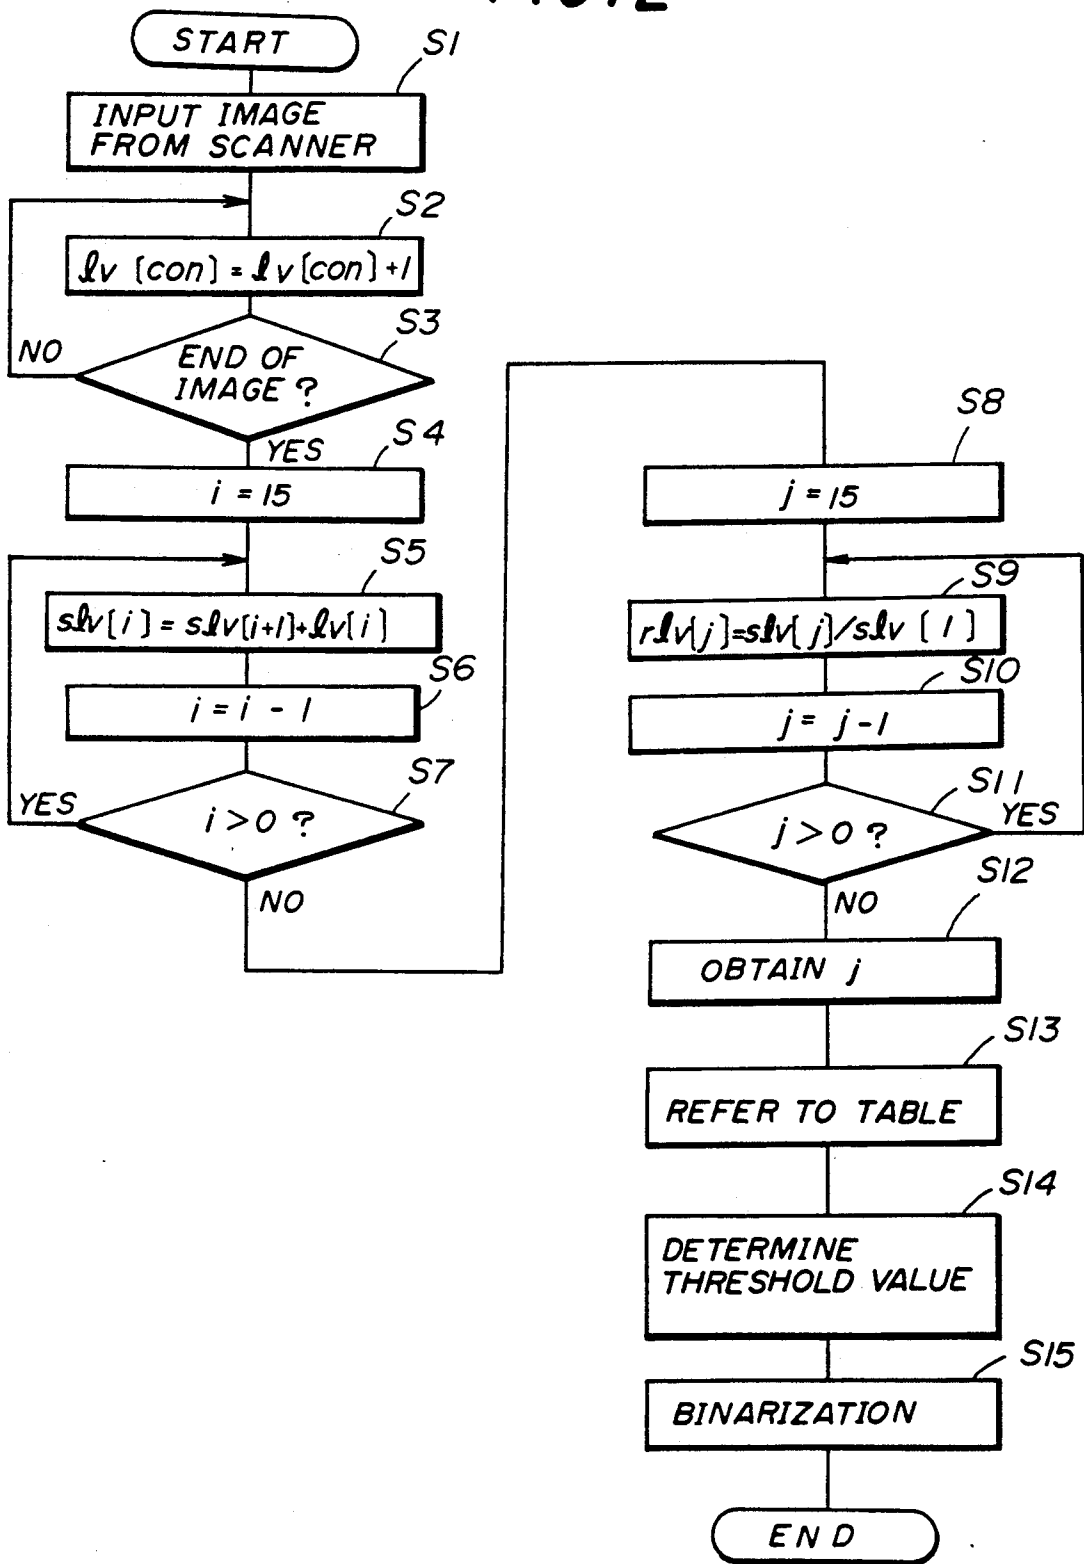 START
S1
INPUT IMAGE
FROM SCANNER
S2
lv [con] = lv[con]+1
S3
END OF
IMAGE ?
NO
YES
S4
i = 15
S5
slv[i] = slv[i+1]+lv[i]
S6
i = i - 1
S7
i > 0 ?
YES
NO
S8
j = 15
S9
rlv[j]=slv[j]/slv [1]
S10
j = j - 1
S11
j > 0 ?
YES
NO
S12
OBTAIN j
S13
REFER TO TABLE
S14
DETERMINE
THRESHOLD VALUE
S15
BINARIZATION
END